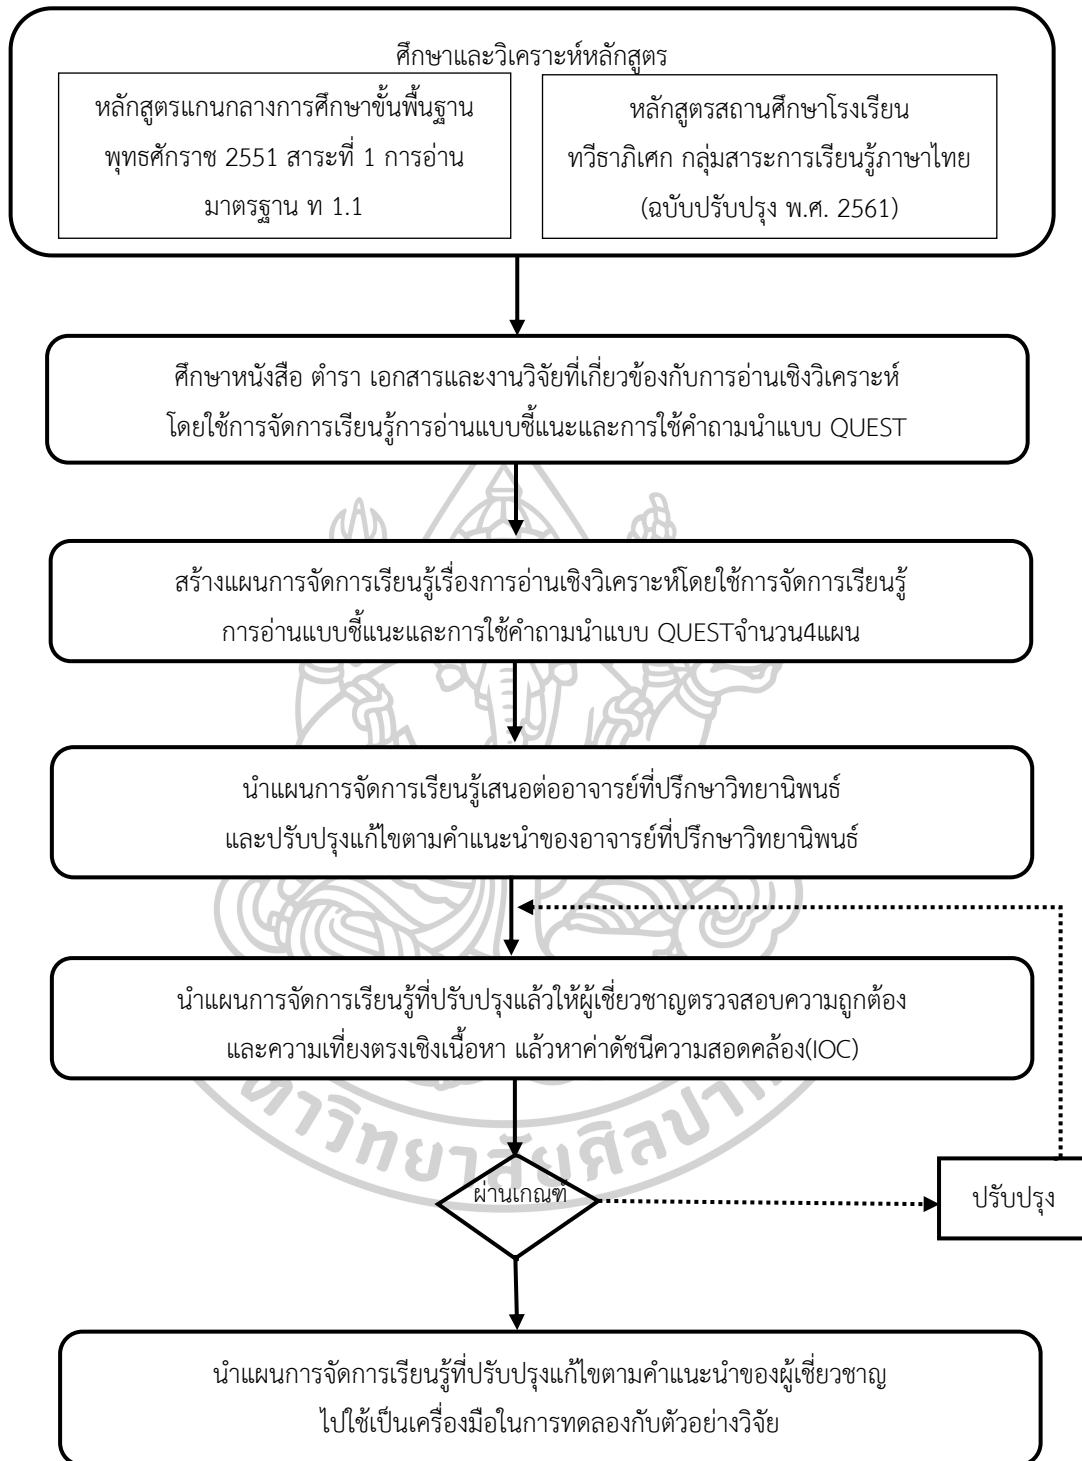 ศึกษาและวิเคราะห์หลักสูตร
หลักสูตรแกนกลางการศึกษาขั้นพื้นฐาน
พุทธศักราช 2551 สาระที่ 1 การอ่าน
มาตรฐาน ท 1.1
หลักสูตรสถานศึกษาโรงเรียน
ทวีธาภิเศก กลุ่มสาระการเรียนรู้ภาษาไทย
(ฉบับปรับปรุง พ.ศ. 2561)
ศึกษาหนังสือ ตำรา เอกสารและงานวิจัยที่เกี่ยวข้องกับการอ่านเชิงวิเคราะห์
โดยใช้การจัดการเรียนรู้การอ่านแบบชี้แนะและการใช้คำถามนำแบบ QUEST
สร้างแผนการจัดการเรียนรู้เรื่องการอ่านเชิงวิเคราะห์โดยใช้การจัดการเรียนรู้
การอ่านแบบชี้แนะและการใช้คำถามนำแบบ QUESTจำนวน4แผน
นำแผนการจัดการเรียนรู้เสนอต่ออาจารย์ที่ปรึกษาวิทยานิพนธ์
และปรับปรุงแก้ไขตามคำแนะนำของอาจารย์ที่ปรึกษาวิทยานิพนธ์
นำแผนการจัดการเรียนรู้ที่ปรับปรุงแล้วให้ผู้เชี่ยวชาญตรวจสอบความถูกต้อง
และความเที่ยงตรงเชิงเนื้อหา แล้วหาค่าดัชนีความสอดคล้อง(IOC)
ผ่านเกณฑ์
ปรับปรุง
นำแผนการจัดการเรียนรู้ที่ปรับปรุงแก้ไขตามคำแนะนำของผู้เชี่ยวชาญ
ไปใช้เป็นเครื่องมือในการทดลองกับตัวอย่างวิจัย